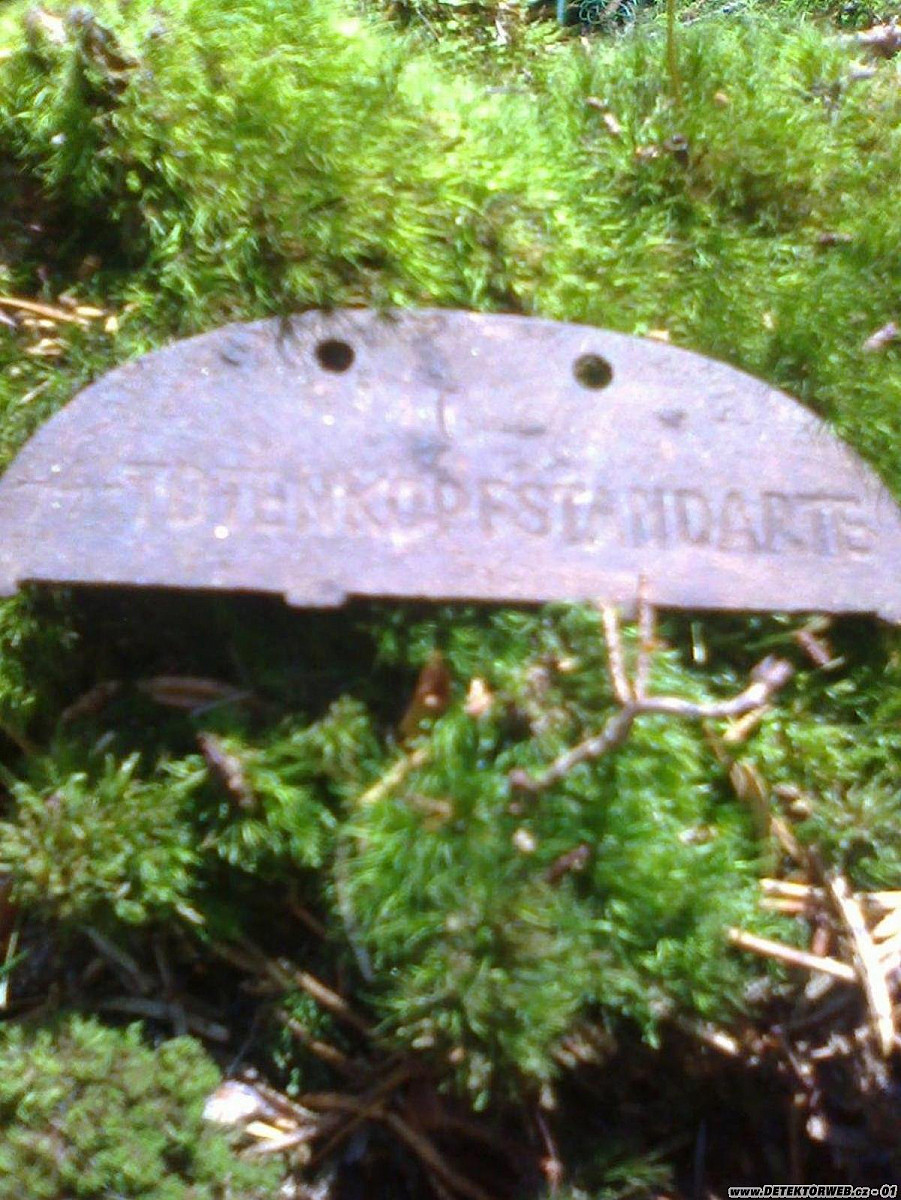 TOTENKOPFSTANDARTE
www.DETEKTORWEB.cz - 01